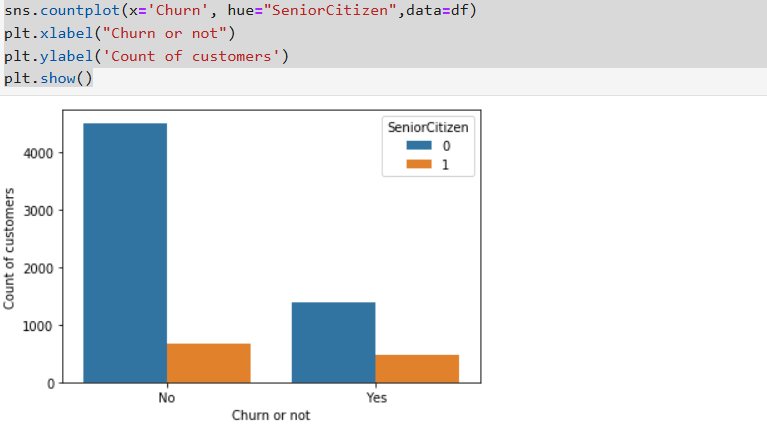 sns.countplot(x='Churn', hue="SeniorCitizen",data=df)
plt.xlabel("Churn or not")
plt.ylabel('Count of customers')
plt.show()
SeniorCitizen
0
1
4000
3000
2000
1000
0
Count of customers
No
Yes
Churn or not